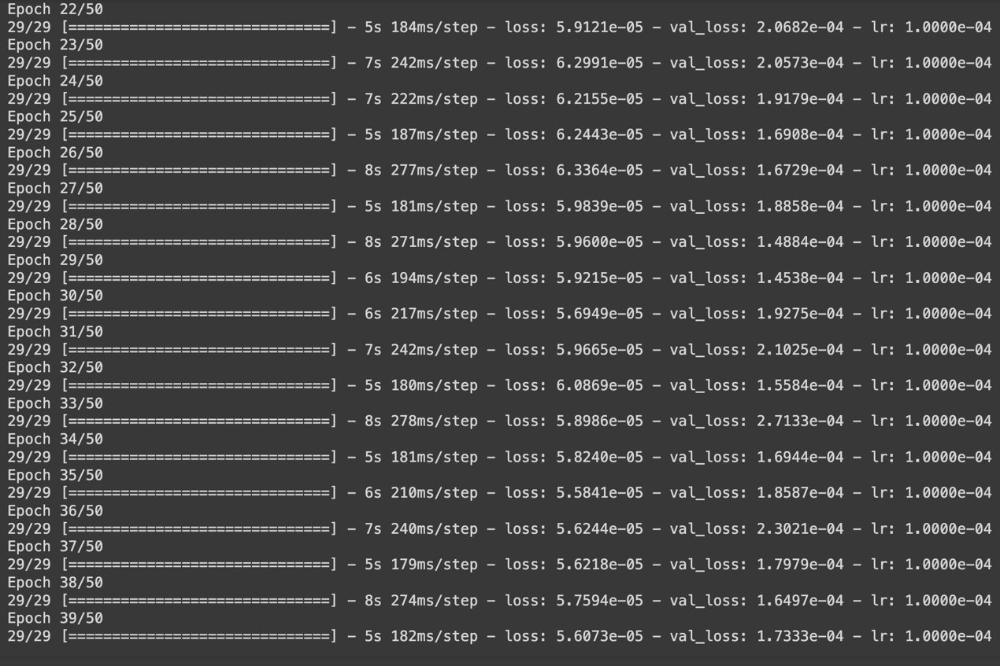 Epoch 22/50
29/29 [==============================] - 5s 184ms/step - loss: 5.9121e-05 - val_loss: 2.0682e-04 - lr: 1.0000e-04
Epoch 23/50
29/29 [==============================] - 7s 242ms/step - loss: 6.2991e-05 - val_loss: 2.0573e-04 - lr: 1.0000e-04
Epoch 24/50
29/29 [==============================] - 7s 222ms/step - loss: 6.2155e-05 - val_loss: 1.9179e-04 - lr: 1.0000e-04
Epoch 25/50
29/29 [==============================] - 5s 187ms/step - loss: 6.2443e-05 - val_loss: 1.6908e-04 - lr: 1.0000e-04
Epoch 26/50
29/29 [==============================] - 8s 277ms/step - loss: 6.3364e-05 - val_loss: 1.6729e-04 - lr: 1.0000e-04
Epoch 27/50
29/29 [==============================] - 5s 181ms/step - loss: 5.9839e-05 - val_loss: 1.8858e-04 - lr: 1.0000e-04
Epoch 28/50
29/29 [==============================] - 8s 271ms/step - loss: 5.9600e-05 - val_loss: 1.4884e-04 - lr: 1.0000e-04
Epoch 29/50
29/29 [==============================] - 6s 194ms/step - loss: 5.9215e-05 - val_loss: 1.4538e-04 - lr: 1.0000e-04
Epoch 30/50
29/29 [==============================] - 6s 217ms/step - loss: 5.6949e-05 - val_loss: 1.9275e-04 - lr: 1.0000e-04
Epoch 31/50
29/29 [==============================] - 7s 242ms/step - loss: 5.9665e-05 - val_loss: 2.1025e-04 - lr: 1.0000e-04
Epoch 32/50
29/29 [==============================] - 5s 180ms/step - loss: 6.0869e-05 - val_loss: 1.5584e-04 - lr: 1.0000e-04
Epoch 33/50
29/29 [==============================] - 8s 278ms/step - loss: 5.8986e-05 - val_loss: 2.7133e-04 - lr: 1.0000e-04
Epoch 34/50
29/29 [==============================] - 5s 181ms/step - loss: 5.8240e-05 - val_loss: 1.6944e-04 - lr: 1.0000e-04
Epoch 35/50
29/29 [==============================] - 6s 210ms/step - loss: 5.5841e-05 - val_loss: 1.8587e-04 - lr: 1.0000e-04
Epoch 36/50
29/29 [==============================] - 7s 240ms/step - loss: 5.6244e-05 - val_loss: 2.3021e-04 - lr: 1.0000e-04
Epoch 37/50
29/29 [==============================] - 5s 179ms/step - loss: 5.6218e-05 - val_loss: 1.7979e-04 - lr: 1.0000e-04
Epoch 38/50
29/29 [==============================] - 8s 274ms/step - loss: 5.7594e-05 - val_loss: 1.6497e-04 - lr: 1.0000e-04
Epoch 39/50
29/29 [==============================] - 5s 182ms/step - loss: 5.6073e-05 - val_loss: 1.7333e-04 - lr: 1.0000e-04